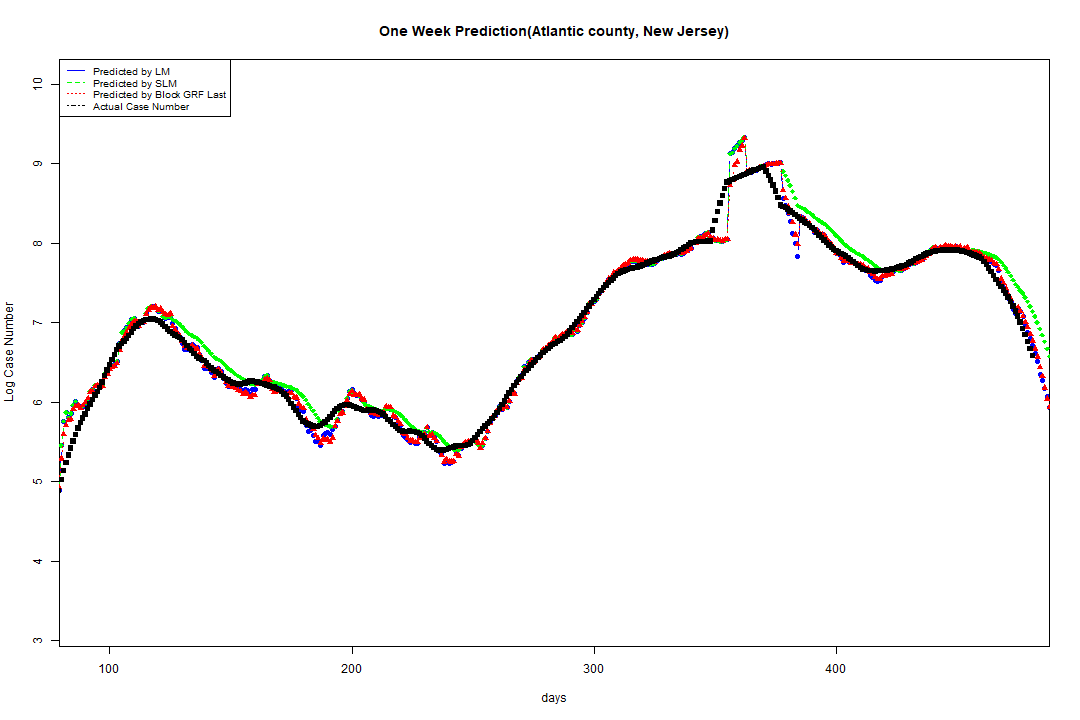 One Week Prediction(Atlantic county, New Jersey)
Predicted by LM
Predicted by SLM
Predicted by Block GRF Last
Actual Case Number
10
9
8
7
6
5
4
3
Log Case Number
100 200 300 400
days